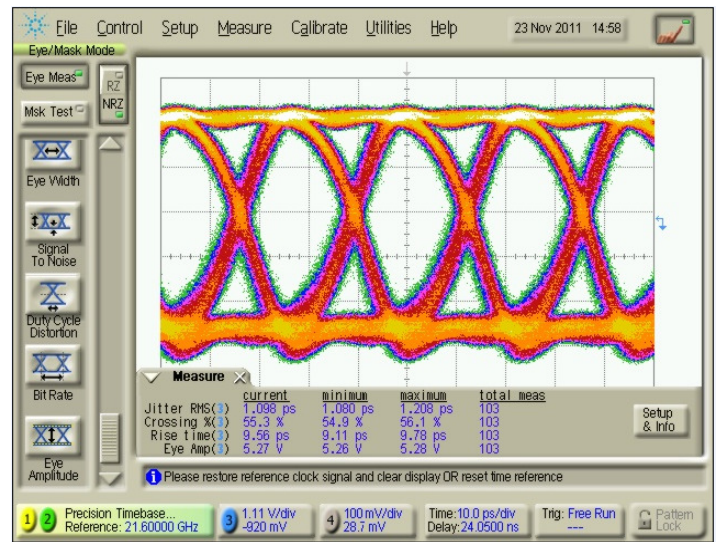 File Control Setup Measure Calibrate Utilities Help 23 Nov 2011 14:58
Eye/Mask Mode
Eye Meas
RZ
NRZ
Msk Test
Eye Width
Signal
To Noise
Duty Cycle
Distortion
Bit Rate
Eye
Amplitude
Measure
current minimum maximum total meas
Jitter RMS(3) 1.098 ps 1.080 ps 1.208 ps 103
Crossing %(3) 55.3 % 54.9 % 56.1 % 103
Rise time(3) 9.56 ps 9.11 ps 9.78 ps 103
Eye Amp(3) 5.27 V 5.26 V 5.28 V 103
Setup
& Info
Please restore reference clock signal and clear display OR reset time reference
1 2 Precision Timebase...
Reference: 21.60000 GHz
3 1.11 V/div
-920 mV
4 100 mV/div
28.7 mV
Time:10.0 ps/div
Delay:24.0500 ns
Trig: Free Run
---
Pattern
Lock